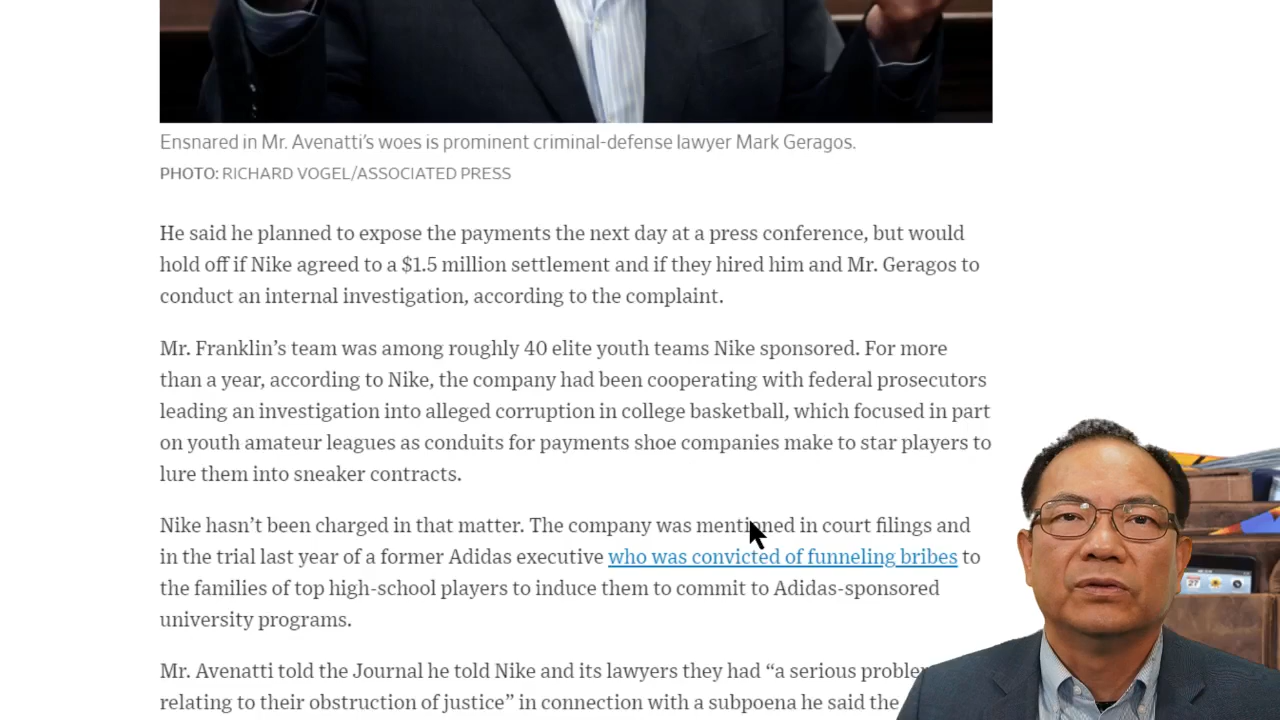 Ensnared in Mr. Avenatti’s woes is prominent criminal-defense lawyer Mark Geragos.
PHOTO: RICHARD VOGEL/ASSOCIATED PRESS
He said he planned to expose the payments the next day at a press conference, but would
hold off if Nike agreed to a $1.5 million settlement and if they hired him and Mr. Geragos to
conduct an internal investigation, according to the complaint.
Mr. Franklin’s team was among roughly 40 elite youth teams Nike sponsored. For more
than a year, according to Nike, the company had been cooperating with federal prosecutors
leading an investigation into alleged corruption in college basketball, which focused in part
on youth amateur leagues as conduits for payments shoe companies make to star players to
lure them into sneaker contracts.
Nike hasn’t been charged in that matter. The company was mentioned in court filings and
in the trial last year of a former Adidas executive who was convicted of funneling bribes to
the families of top high-school players to induce them to commit to Adidas-sponsored
university programs.
Mr. Avenatti told the Journal he told Nike and its lawyers they had “a serious
relating to their obstruction of justice” in connection with a subpoena he said the